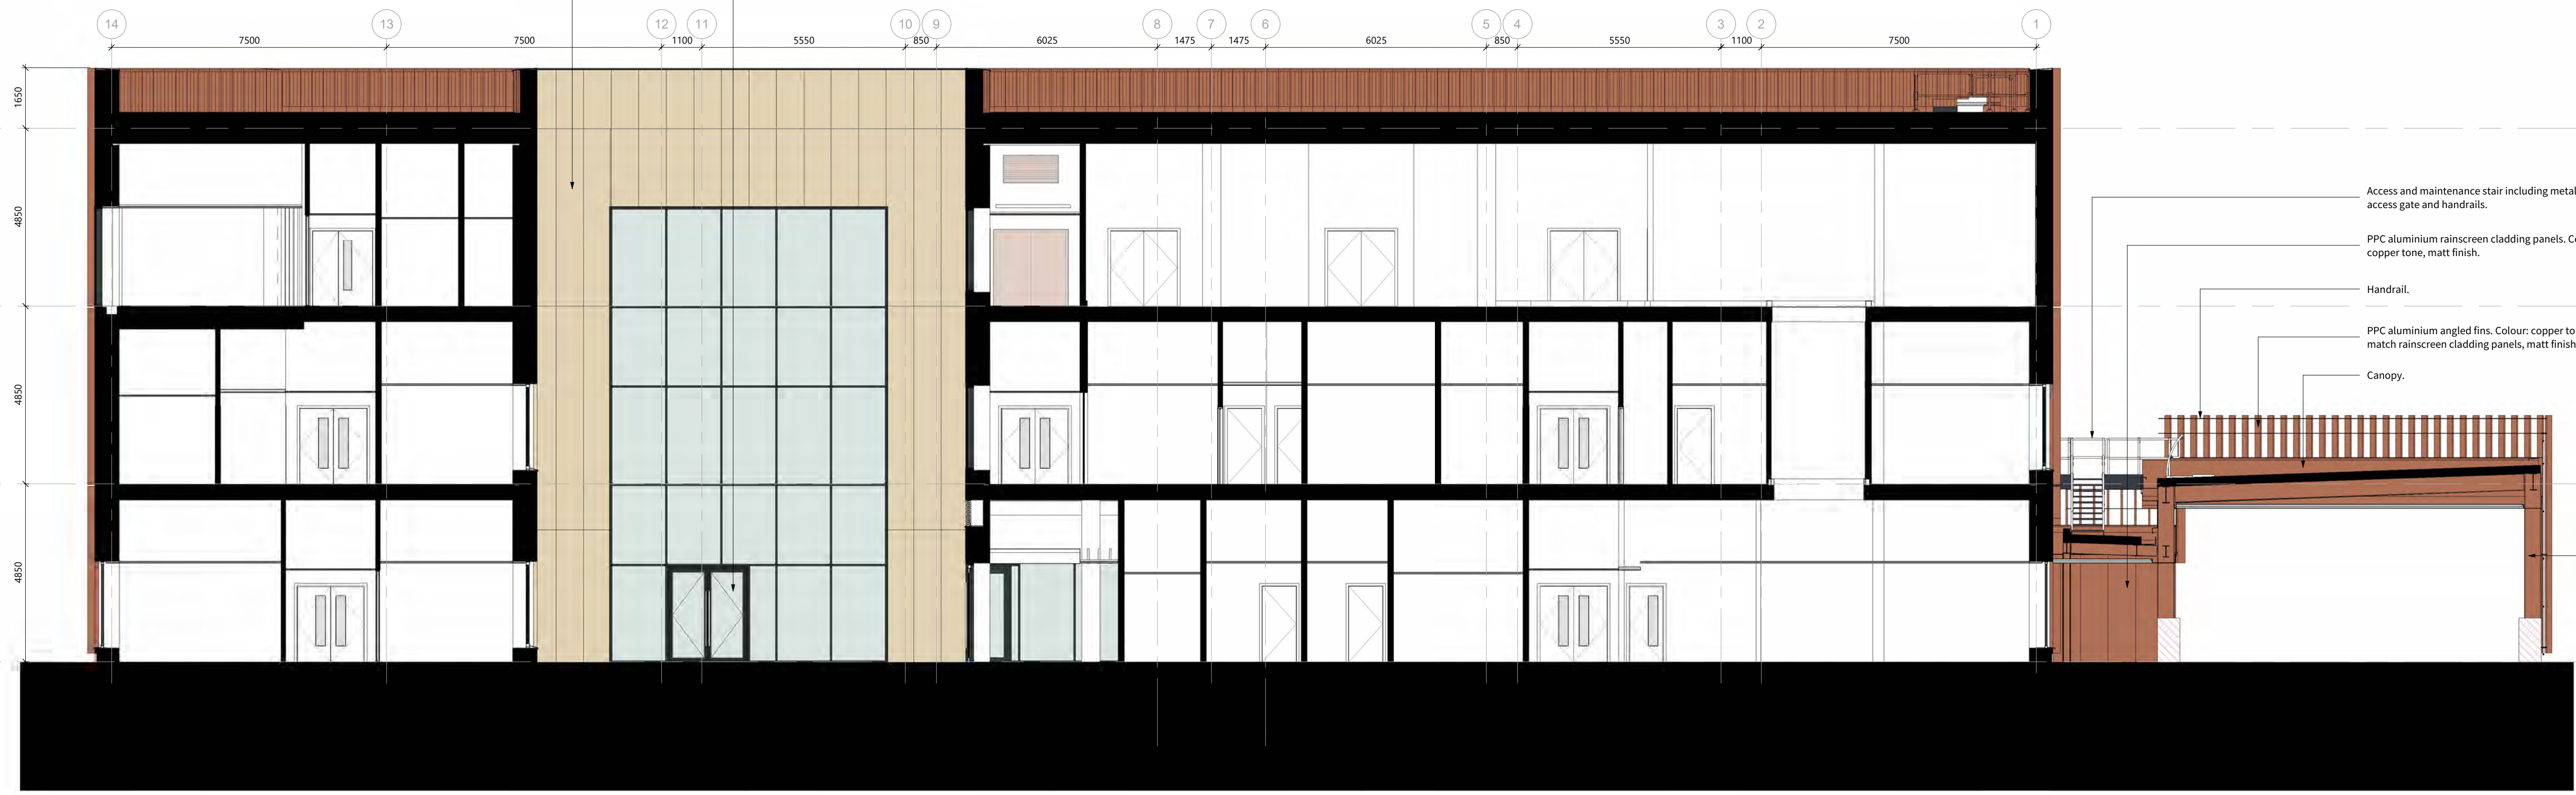 14 13 12 11 10 9 8 7 6 5 4 3 2 1
7500 7500 1100 5550 850 6025 1475 1475 6025 850 5550 1100 7500
1650
4850
4850
4850
Access and maintenance stair including metal
access gate and handrails.
PPC aluminium rainscreen cladding panels.
copper tone, matt finish.
Handrail.
PPC aluminium angled fins. Colour: copper
match rainscreen cladding panels, matt finish
Canopy.